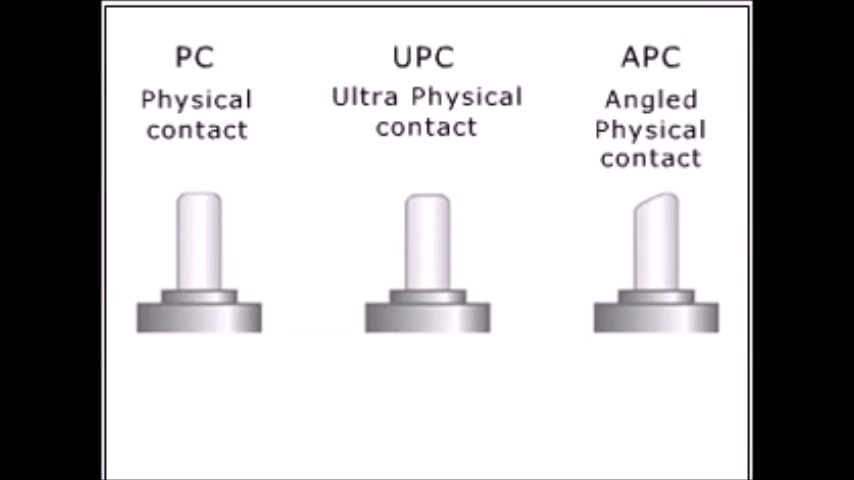 PC
Physical
contact
UPC
Ultra Physical
contact
APC
Angled
Physical
contact